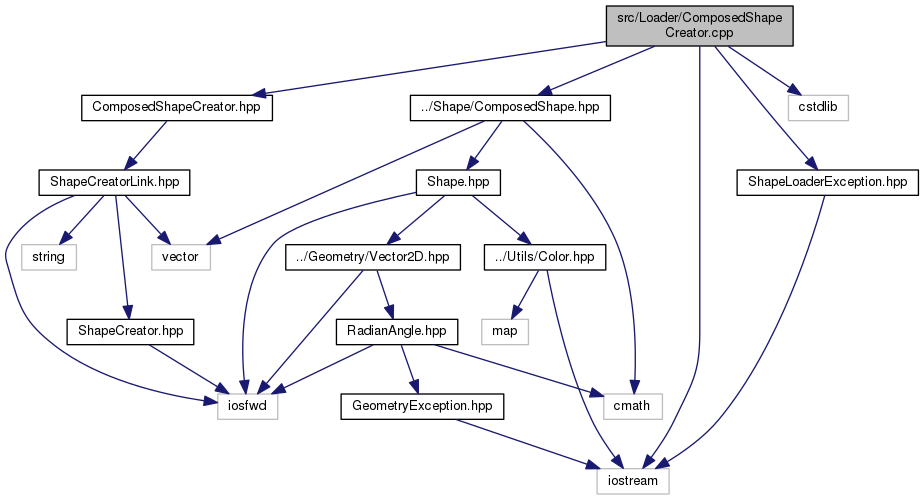 src/Loader/ComposedShape
Creator.cpp
ComposedShapeCreator.hpp
../Shape/ComposedShape.hpp
cstdlib
ShapeCreatorLink.hpp
Shape.hpp
ShapeLoaderException.hpp
string
vector
../Geometry/Vector2D.hpp
../Utils/Color.hpp
ShapeCreator.hpp
RadianAngle.hpp
map
iosfwd
GeometryException.hpp
cmath
iostream